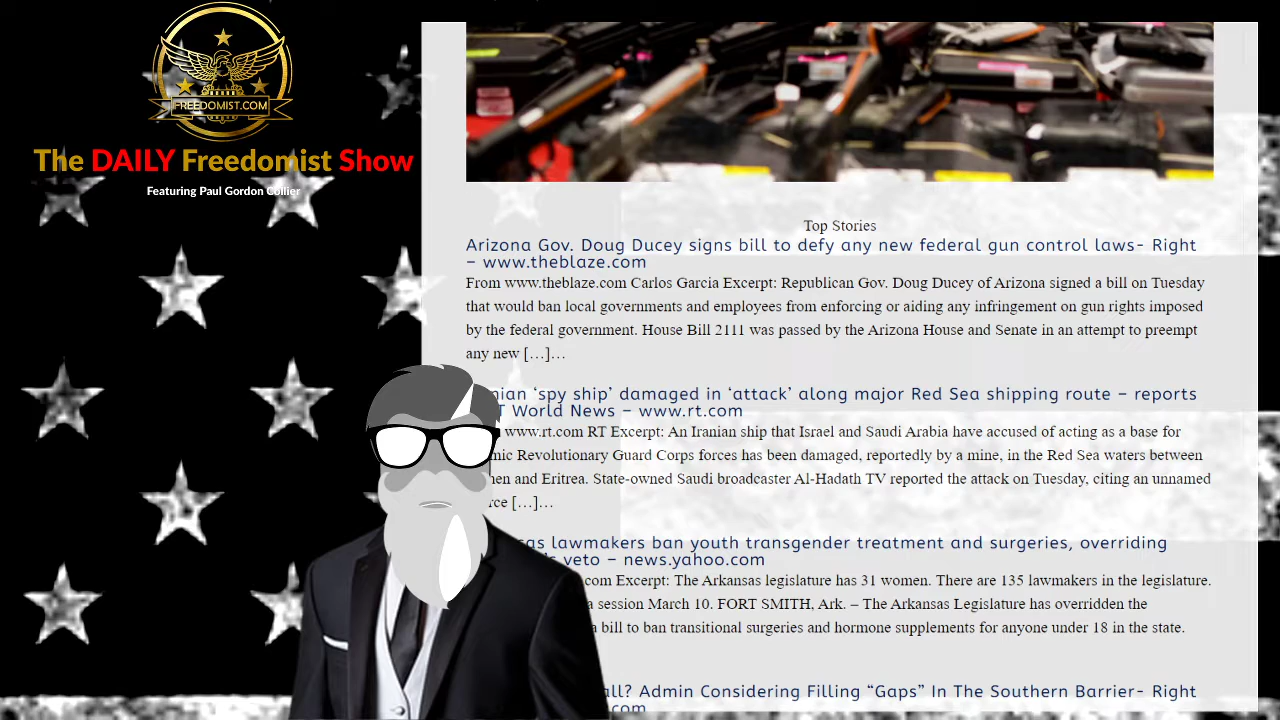 FREEDOMIST.COM
The DAILY Freedomist Show
Featuring Paul Gordon Collier
Top Stories
Arizona Gov. Doug Ducey signs bill to defy any new federal gun control laws- Right
– www.theblaze.com
From www.theblaze.com Carlos Garcia Excerpt: Republican Gov. Doug Ducey of Arizona signed a bill on Tuesday
that would ban local governments and employees from enforcing or aiding any infringement on gun rights imposed
by the federal government. House Bill 2111 was passed by the Arizona House and Senate in an attempt to preempt
any new […]…
nian ‘spy ship’ damaged in ‘attack’ along major Red Sea shipping route – reports
T World News – www.rt.com
www.rt.com RT Excerpt: An Iranian ship that Israel and Saudi Arabia have accused of acting as a base for
mic Revolutionary Guard Corps forces has been damaged, reportedly by a mine, in the Red Sea waters between
en and Eritrea. State-owned Saudi broadcaster Al-Hadath TV reported the attack on Tuesday, citing an unnamed
rce […]…
as lawmakers ban youth transgender treatment and surgeries, overriding
s veto – news.yahoo.com
com Excerpt: The Arkansas legislature has 31 women. There are 135 lawmakers in the legislature.
a session March 10. FORT SMITH, Ark. – The Arkansas Legislature has overridden the
a bill to ban transitional surgeries and hormone supplements for anyone under 18 in the state.
all? Admin Considering Filling “Gaps” In The Southern Barrier- Right
com